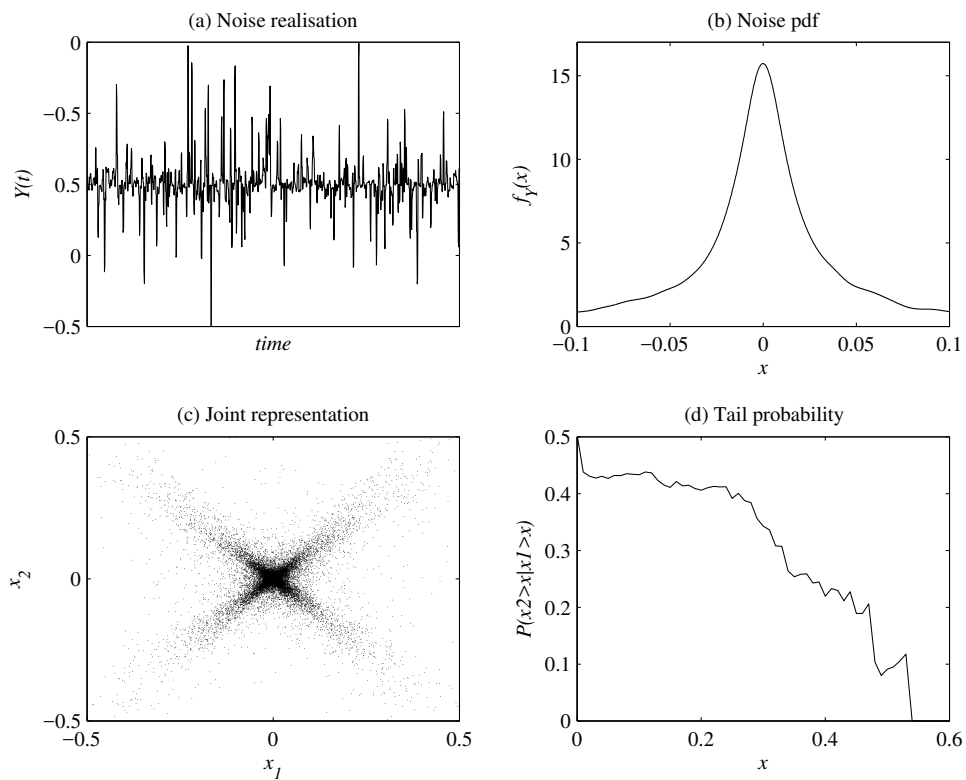 (a) Noise realisation
0
−0.5
0.5
0
−0.5
Y(t)
time
(b) Noise pdf
15
10
5
0
f_Y(x)
−0.1
−0.05
0
0.05
0.1
x
(c) Joint representation
0.5
0
−0.5
x_2
−0.5
0
0.5
x_1
(d) Tail probability
0.5
0.4
0.3
0.2
0.1
0
P(x2>x|x1>x)
0
0.2
0.4
0.6
x